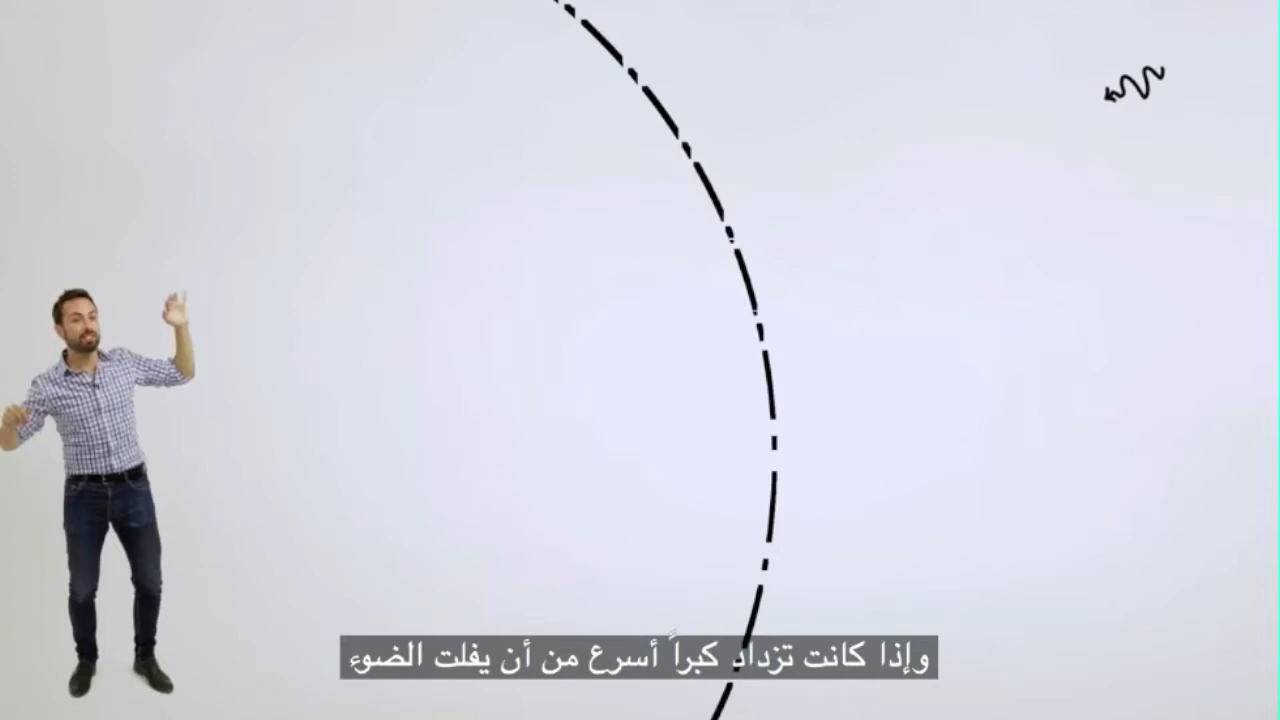 وإذا كانت تزداد كبراً أسرع من أن يفلت الضوء